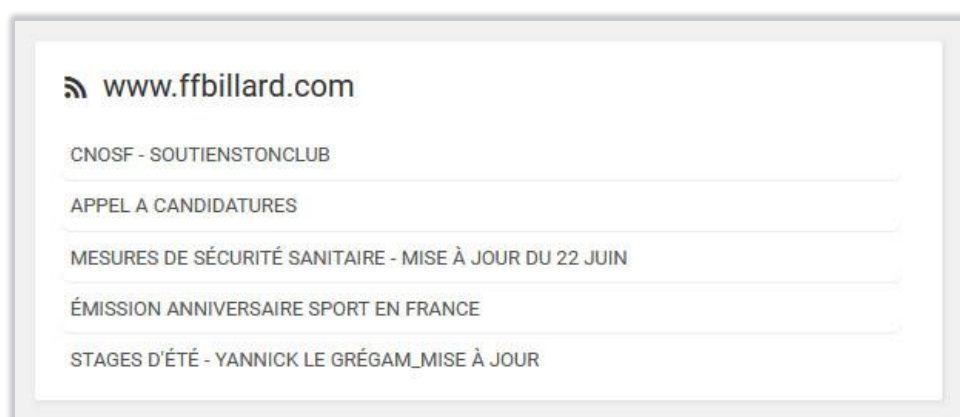 www.ffbillard.com
CNOSF - SOUTIENSTONCLUB
APPEL A CANDIDATURES
MESURES DE SÉCURITÉ SANITAIRE - MISE À JOUR DU 22 JUIN
ÉMISSION ANNIVERSAIRE SPORT EN FRANCE
STAGES D'ÉTÉ - YANNICK LE GRÉGAM_MISE À JOUR